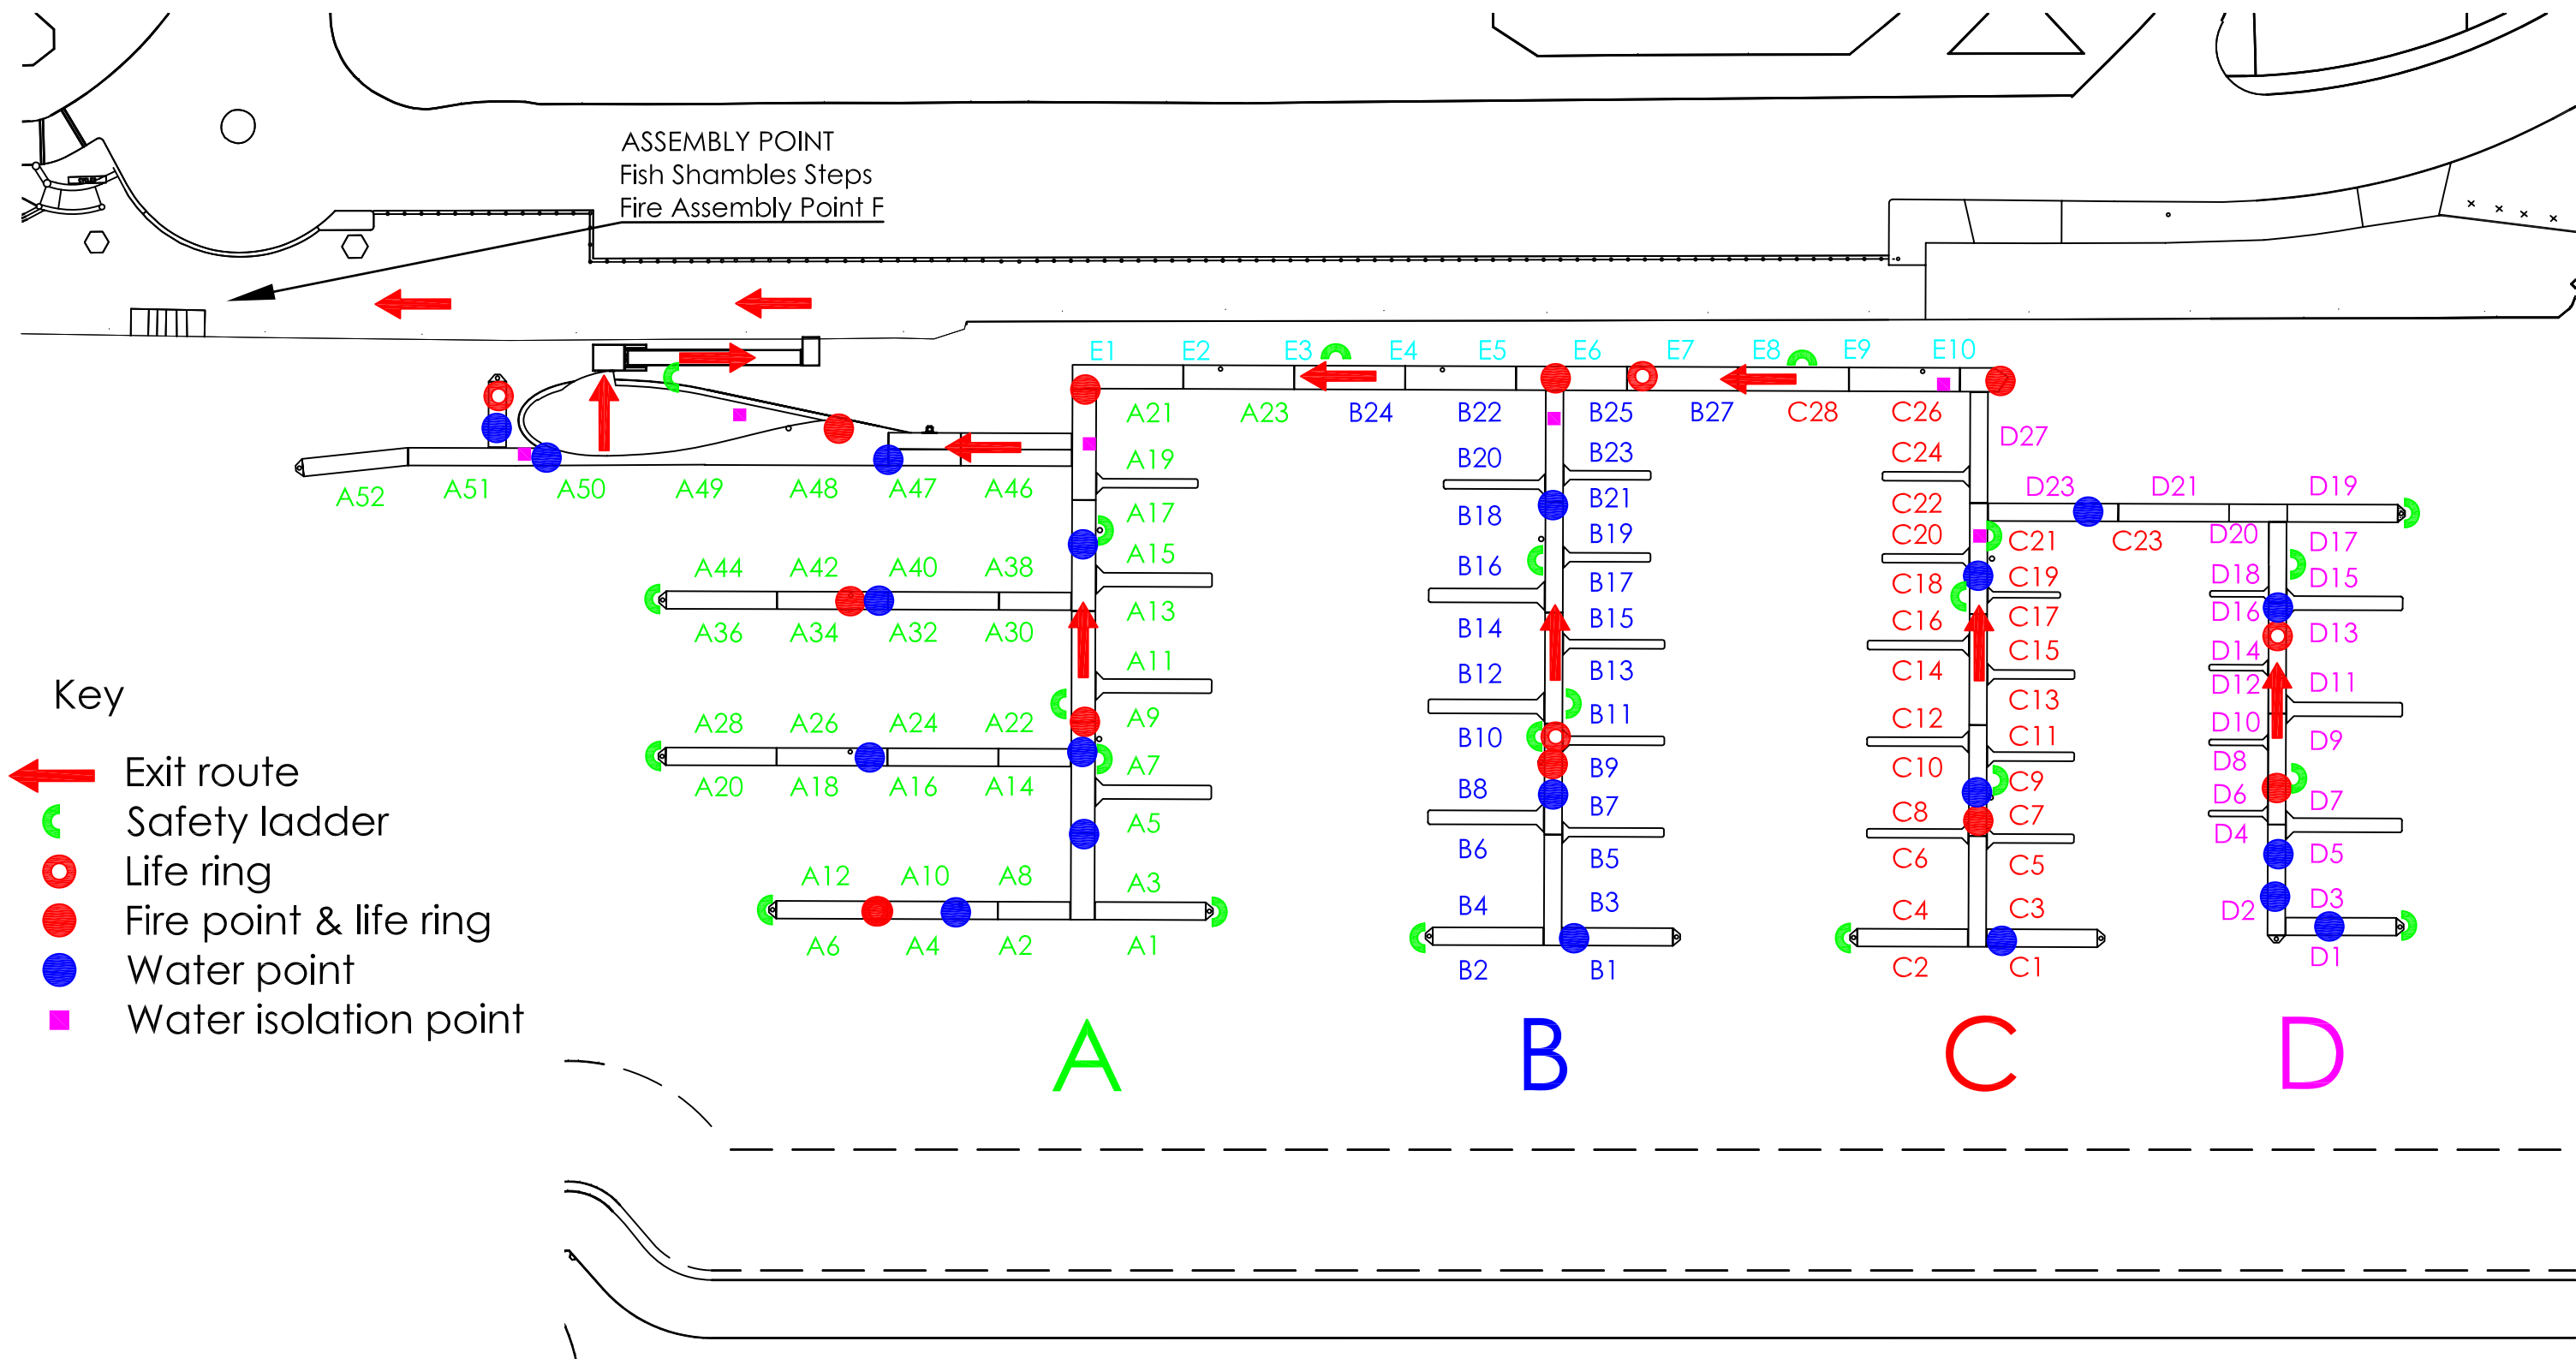 ASSEMBLY POINT
Fish Shambles Steps
Fire Assembly Point F
E1 E2 E3 E4 E5 E6 E7 E8 E9 E10
A21 A23 B24 B22 B25 B27 C28 C26
D27
A19 B20 B23 C24
A52 A51 A50 A49 A48 A47 A46
D23 D21 D19
A17 B18 B21 C22
A15 B19 C20 C21 C23 D20 D17
A44 A42 A40 A38 B16 B17 C18 C19 D18 D15
A13 B15 C16 C17 D16
A36 A34 A32 A30 B14 D13
A11 B12 B13 C14 C15 D14
D12 D11
Key
C13
A28 A26 A24 A22 A9 B10 B11 C12 C11 D10 D9
Exit route
A7 B9 C10 C9 D8
A20 A18 A16 A14 B8 B7 D6 D7
Safety ladder
A5 C8 C7 D4
B6 B5 C6 C5 D5
Life ring
A12 A10 A8 A3
B4 B3 C4 C3 D2 D3
Fire point & life ring
A6 A4 A2 A1
B2 B1 C2 C1 D1
Water point
Water isolation point
A B C D